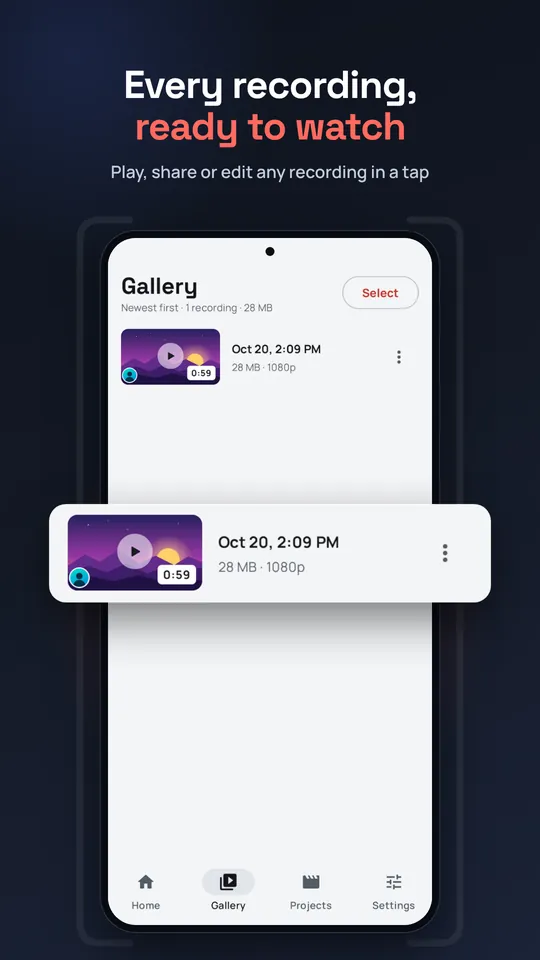 Every recording,
ready to watch
Play, share or edit any recording in a tap
Gallery
Select
Newest first · 1 recording · 28 MB
Oct 20, 2:09 PM
28 MB · 1080p
0:59
Oct 20, 2:09 PM
28 MB · 1080p
0:59
Home
Gallery
Projects
Settings